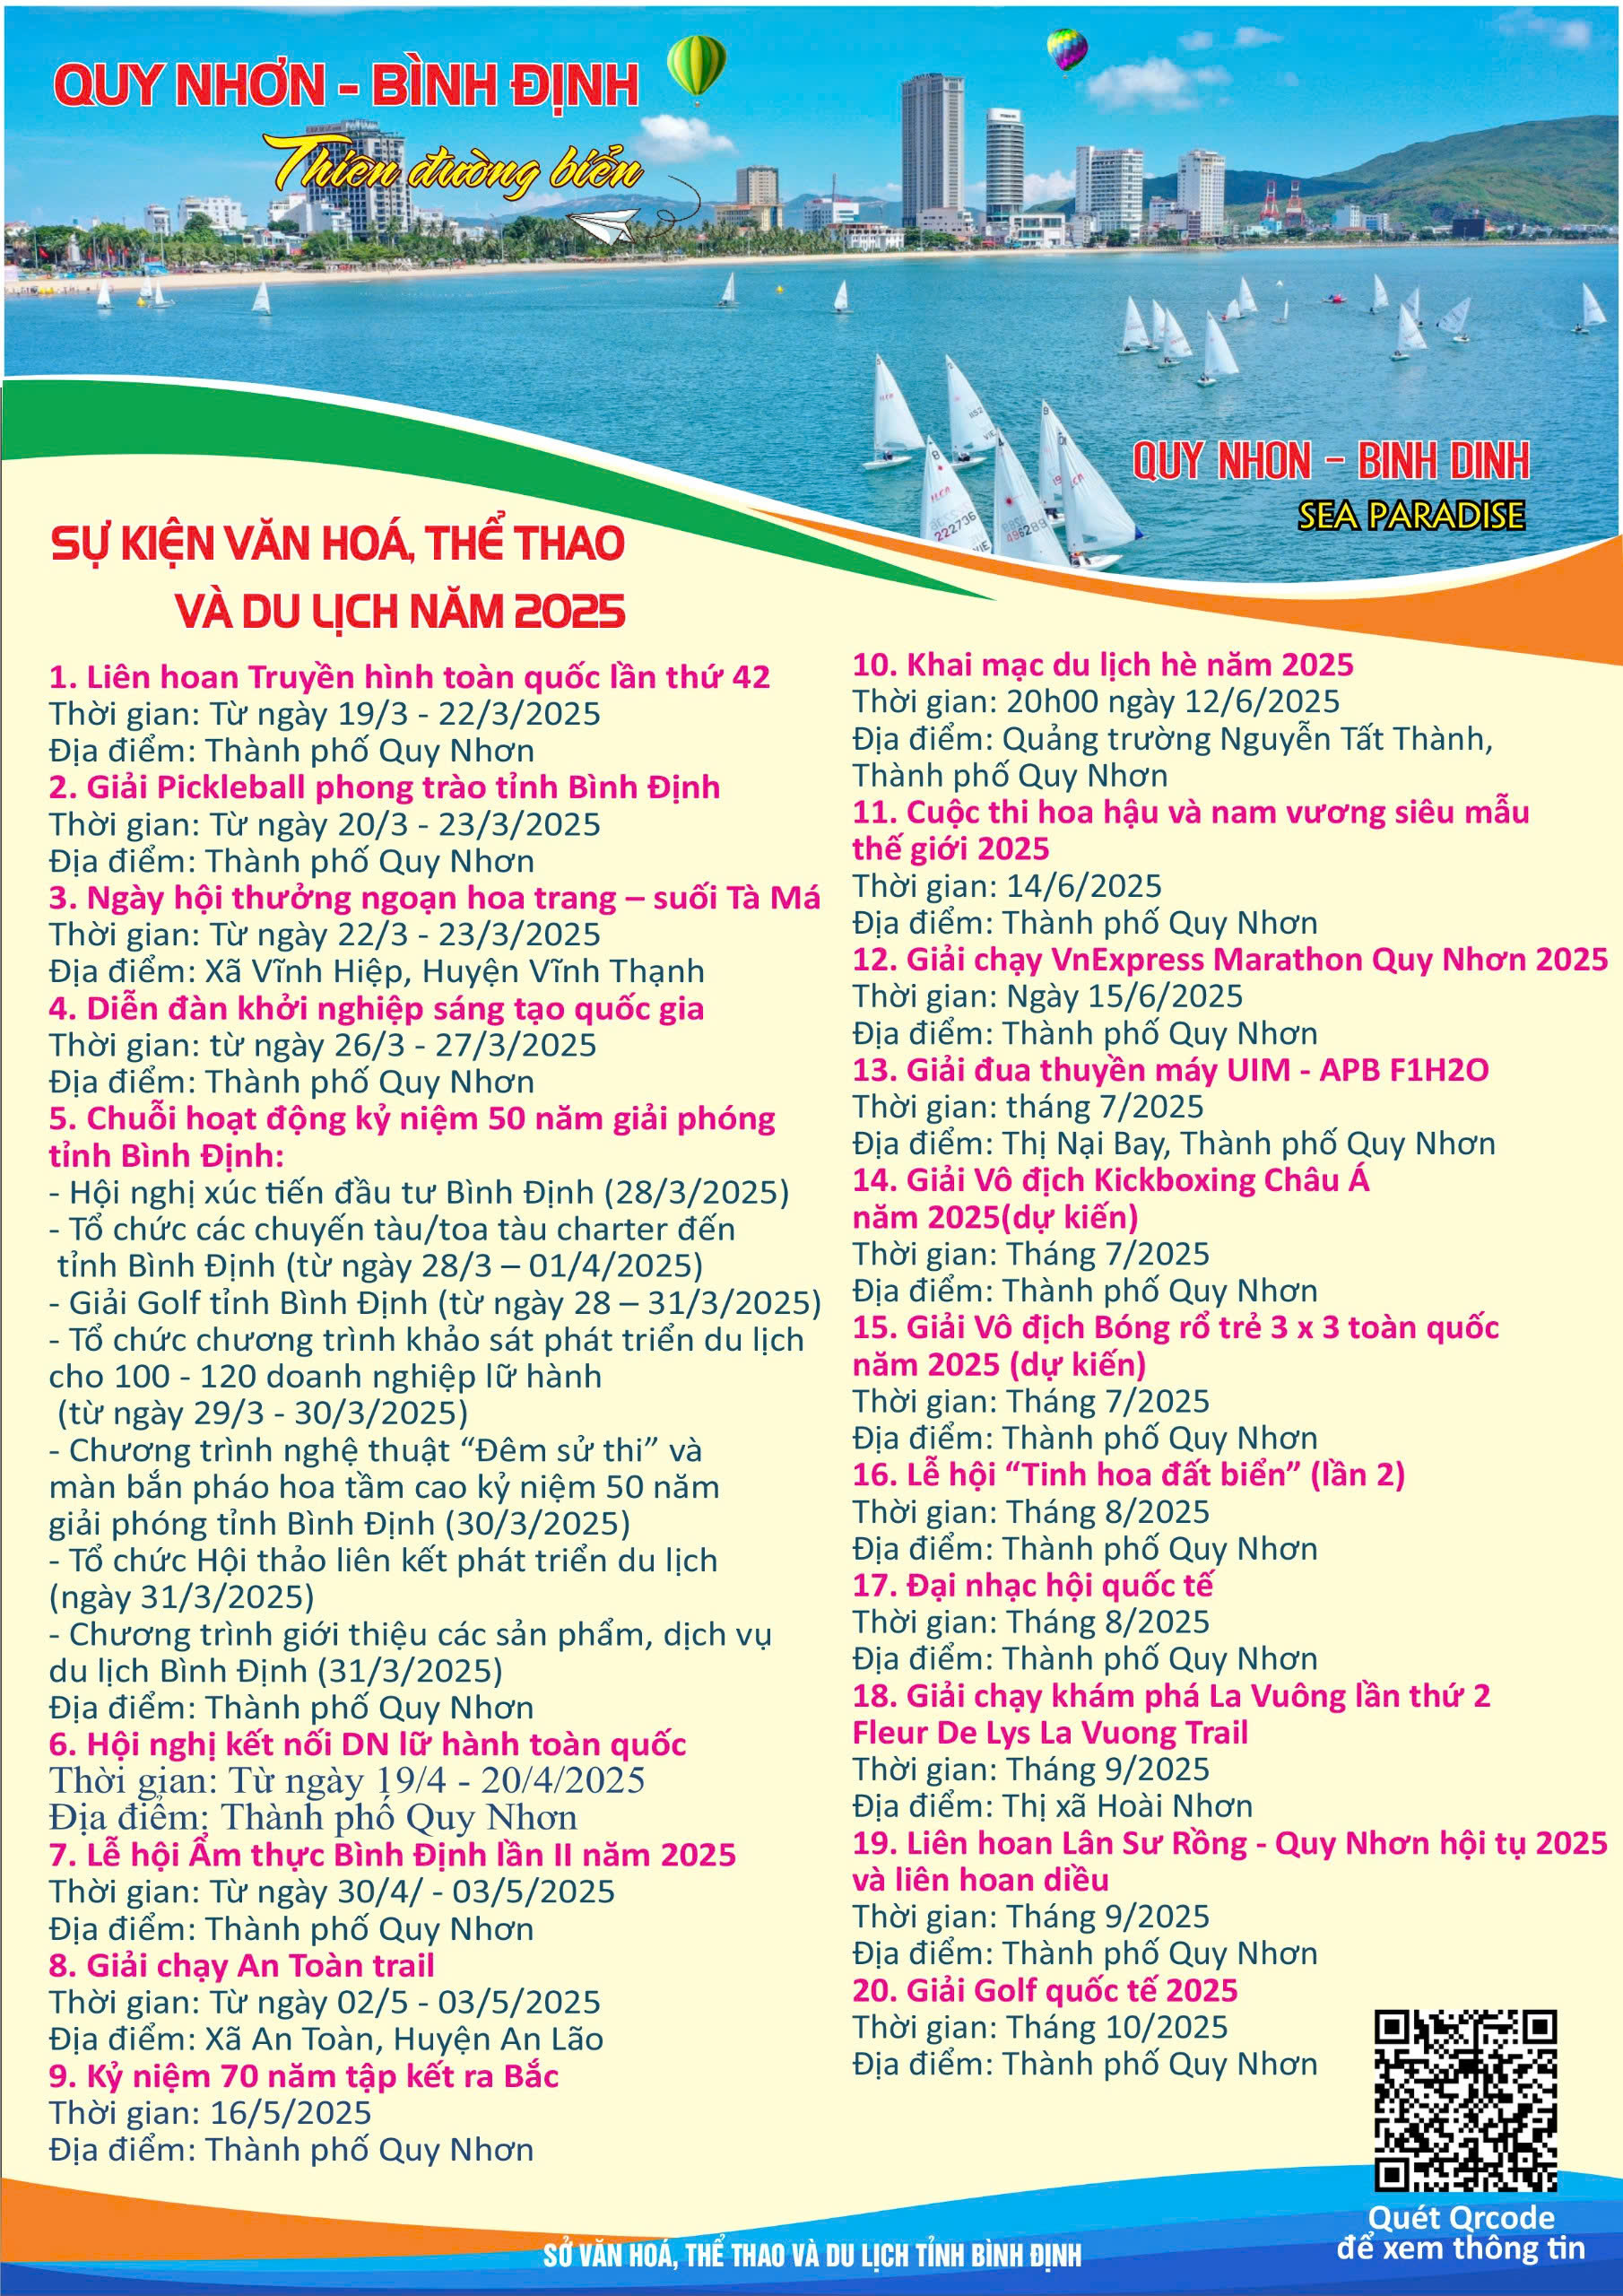 QUY NHƠN - BÌNH ĐỊNH
Thiên đường biển
QUY NHON - BINH DINH
SEA PARADISE
SỰ KIỆN VĂN HOÁ, THỂ THAO
VÀ DU LỊCH NĂM 2025
1. Liên hoan Truyền hình toàn quốc lần thứ 42
Thời gian: Từ ngày 19/3 - 22/3/2025
Địa điểm: Thành phố Quy Nhơn
2. Giải Pickleball phong trào tỉnh Bình Định
Thời gian: Từ ngày 20/3 - 23/3/2025
Địa điểm: Thành phố Quy Nhơn
3. Ngày hội thưởng ngoạn hoa trang – suối Tà Má
Thời gian: Từ ngày 22/3 - 23/3/2025
Địa điểm: Xã Vĩnh Hiệp, Huyện Vĩnh Thạnh
4. Diễn đàn khởi nghiệp sáng tạo quốc gia
Thời gian: từ ngày 26/3 - 27/3/2025
Địa điểm: Thành phố Quy Nhơn
5. Chuỗi hoạt động kỷ niệm 50 năm giải phóng
tỉnh Bình Định:
- Hội nghị xúc tiến đầu tư Bình Định (28/3/2025)
- Tổ chức các chuyến tàu/toa tàu charter đến
tỉnh Bình Định (từ ngày 28/3 – 01/4/2025)
- Giải Golf tỉnh Bình Định (từ ngày 28 – 31/3/2025)
- Tổ chức chương trình khảo sát phát triển du lịch
cho 100 - 120 doanh nghiệp lữ hành
(từ ngày 29/3 - 30/3/2025)
- Chương trình nghệ thuật “Đêm sử thi” và
màn bắn pháo hoa tầm cao kỷ niệm 50 năm
giải phóng tỉnh Bình Định (30/3/2025)
- Tổ chức Hội thảo liên kết phát triển du lịch
(ngày 31/3/2025)
- Chương trình giới thiệu các sản phẩm, dịch vụ
du lịch Bình Định (31/3/2025)
Địa điểm: Thành phố Quy Nhơn
6. Hội nghị kết nối DN lữ hành toàn quốc
Thời gian: Từ ngày 19/4 - 20/4/2025
Địa điểm: Thành phố Quy Nhơn
7. Lễ hội Ẩm thực Bình Định lần II năm 2025
Thời gian: Từ ngày 30/4/ - 03/5/2025
Địa điểm: Thành phố Quy Nhơn
8. Giải chạy An Toàn trail
Thời gian: Từ ngày 02/5 - 03/5/2025
Địa điểm: Xã An Toàn, Huyện An Lão
9. Kỷ niệm 70 năm tập kết ra Bắc
Thời gian: 16/5/2025
Địa điểm: Thành phố Quy Nhơn
10. Khai mạc du lịch hè năm 2025
Thời gian: 20h00 ngày 12/6/2025
Địa điểm: Quảng trường Nguyễn Tất Thành,
Thành phố Quy Nhơn
11. Cuộc thi hoa hậu và nam vương siêu mẫu
thế giới 2025
Thời gian: 14/6/2025
Địa điểm: Thành phố Quy Nhơn
12. Giải chạy VnExpress Marathon Quy Nhơn 2025
Thời gian: Ngày 15/6/2025
Địa điểm: Thành phố Quy Nhơn
13. Giải đua thuyền máy UIM - APB F1H2O
Thời gian: tháng 7/2025
Địa điểm: Thị Nại Bay, Thành phố Quy Nhơn
14. Giải Vô địch Kickboxing Châu Á
năm 2025(dự kiến)
Thời gian: Tháng 7/2025
Địa điểm: Thành phố Quy Nhơn
15. Giải Vô địch Bóng rổ trẻ 3 x 3 toàn quốc
năm 2025 (dự kiến)
Thời gian: Tháng 7/2025
Địa điểm: Thành phố Quy Nhơn
16. Lễ hội “Tinh hoa đất biển” (lần 2)
Thời gian: Tháng 8/2025
Địa điểm: Thành phố Quy Nhơn
17. Đại nhạc hội quốc tế
Thời gian: Tháng 8/2025
Địa điểm: Thành phố Quy Nhơn
18. Giải chạy khám phá La Vuông lần thứ 2
Fleur De Lys La Vuong Trail
Thời gian: Tháng 9/2025
Địa điểm: Thị xã Hoài Nhơn
19. Liên hoan Lân Sư Rồng - Quy Nhơn hội tụ 2025
và liên hoan diều
Thời gian: Tháng 9/2025
Địa điểm: Thành phố Quy Nhơn
20. Giải Golf quốc tế 2025
Thời gian: Tháng 10/2025
Địa điểm: Thành phố Quy Nhơn
Quét Qrcode
để xem thông tin
SỞ VĂN HOÁ, THỂ THAO VÀ DU LỊCH TỈNH BÌNH ĐỊNH